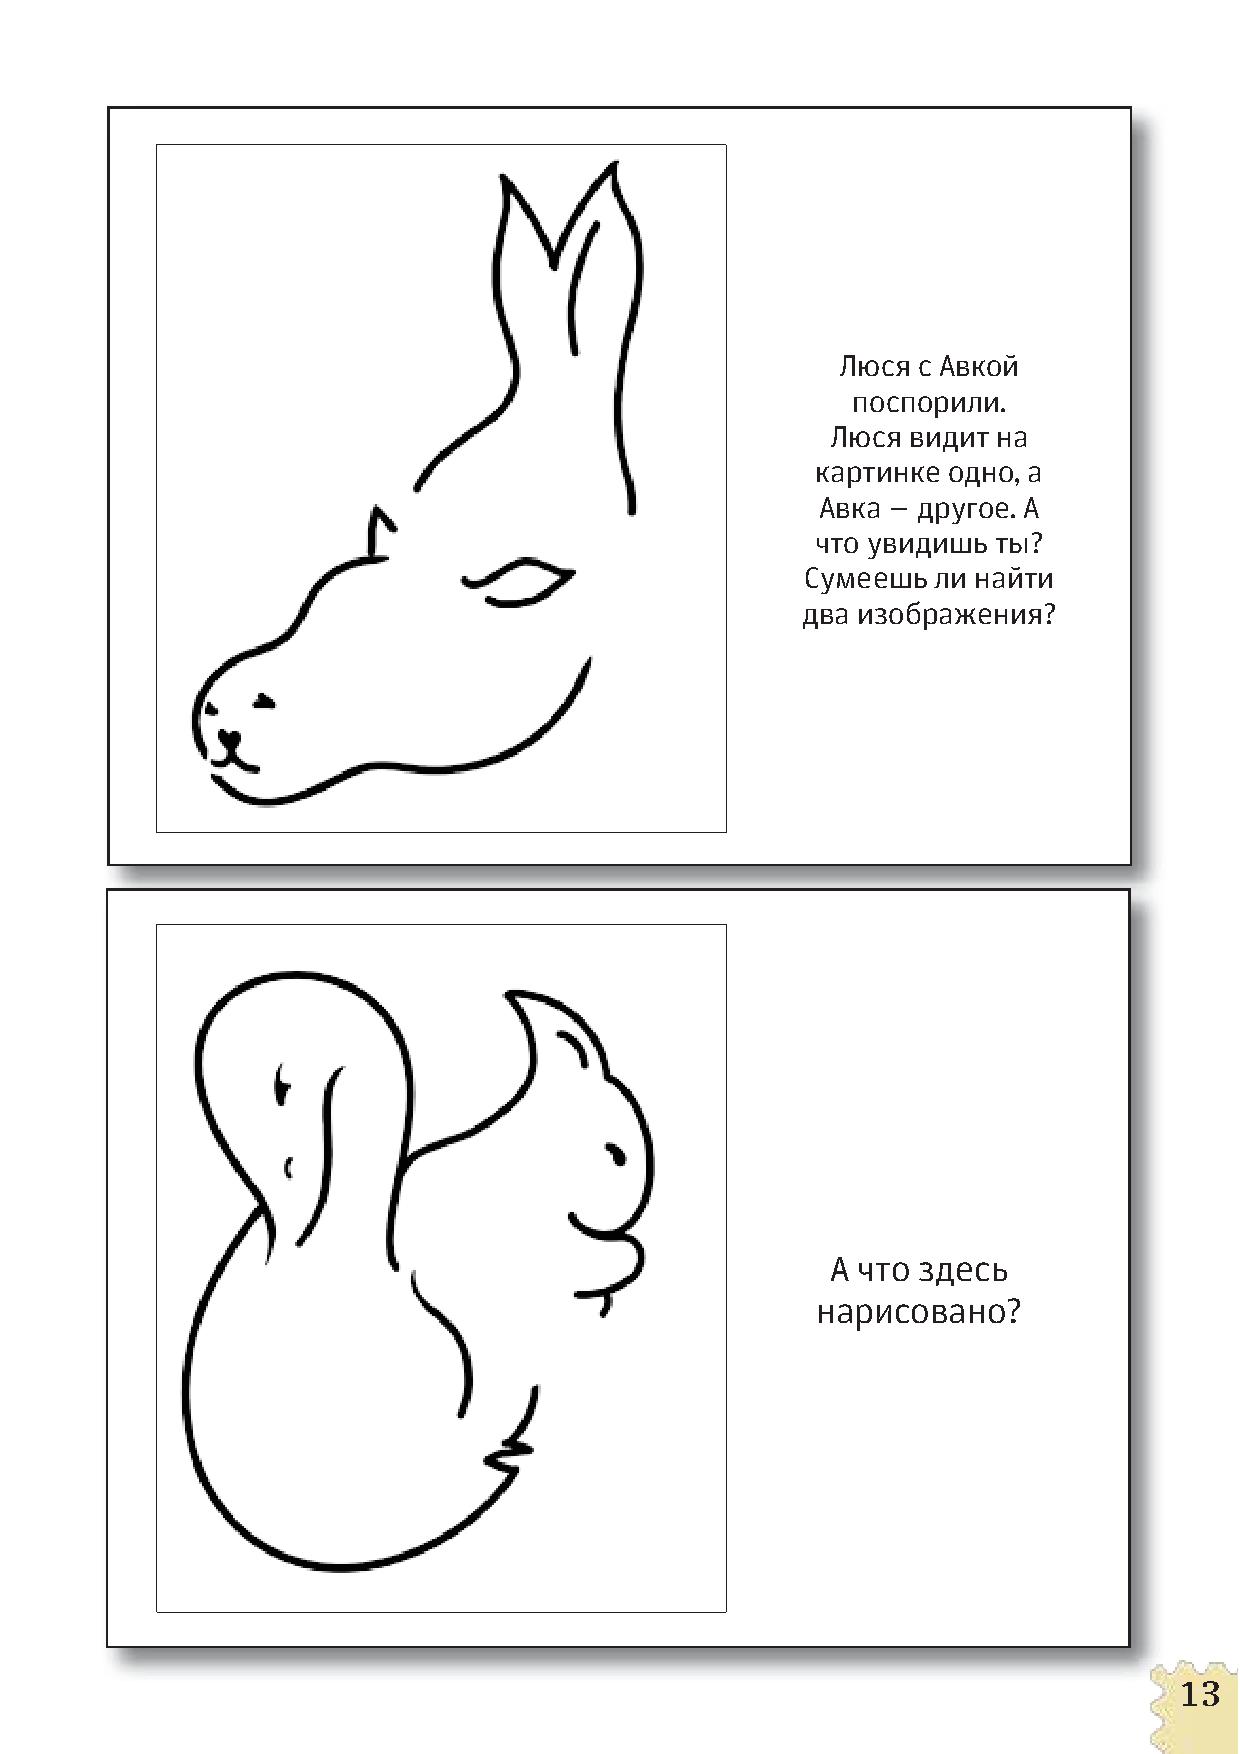 Люся с Авкой
поспорили.
Люся видит на
картинке одно, а
Авка – другое. А
что увидишь ты?
Сумеешь ли найти
два изображения?
А что здесь
нарисовано?
13